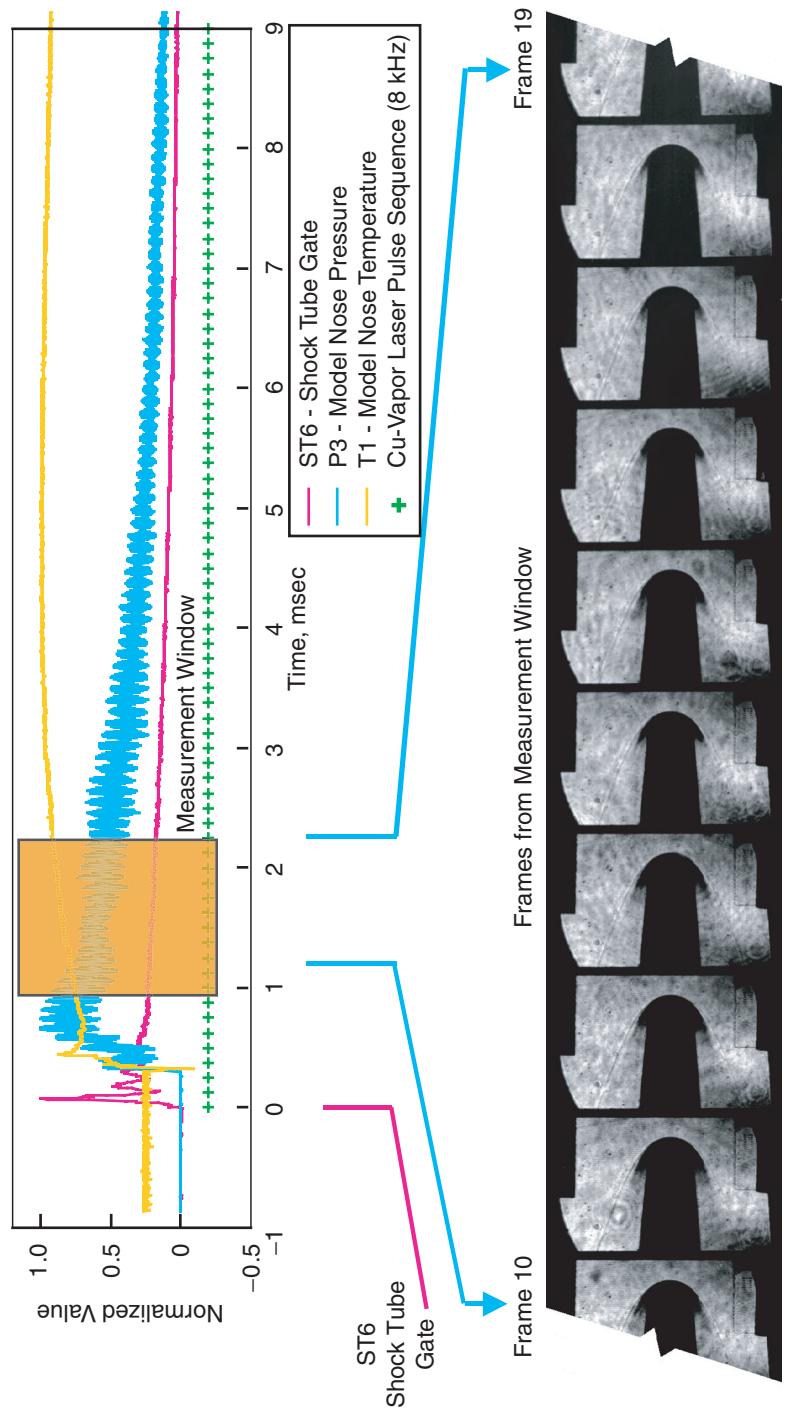 Normalized Value
1.0
0.5
0
−0.5
−1
0
1
2
3
4
5
6
7
8
9
Time, msec
Measurement Window
ST6 - Shock Tube Gate
P3 - Model Nose Pressure
T1 - Model Nose Temperature
Cu-Vapor Laser Pulse Sequence (8 kHz)
ST6
Shock Tube
Gate
Frame 10
Frames from Measurement Window
Frame 19